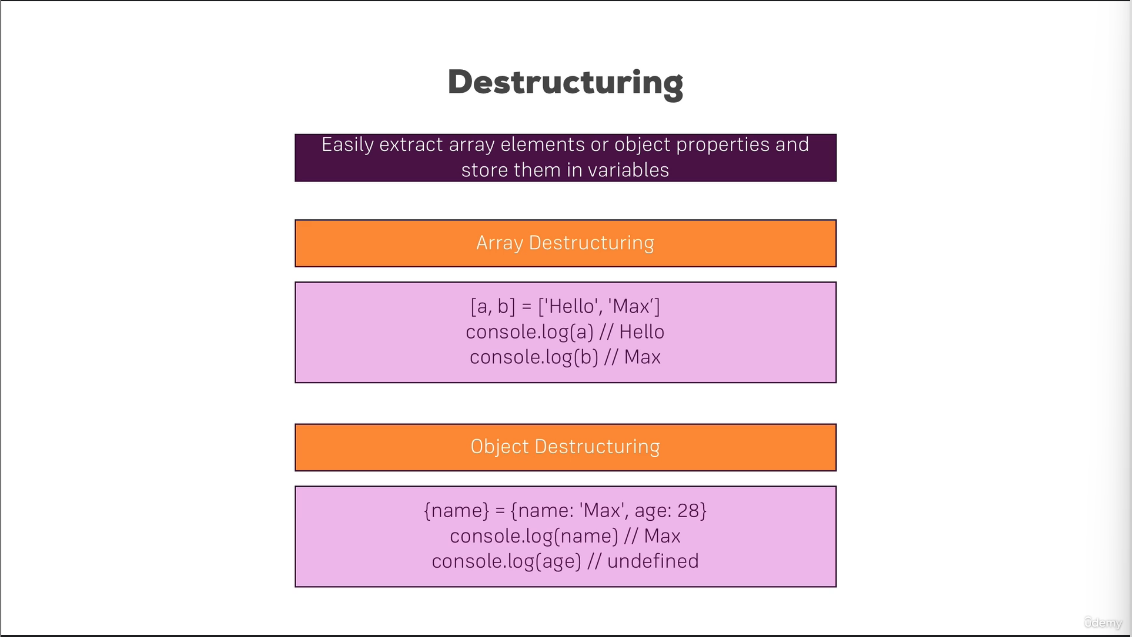 Destructuring
Easily extract array elements or object properties and
store them in variables
Array Destructuring
[a, b] = ['Hello', 'Max‘]
console.log(a) // Hello
console.log(b) // Max
Object Destructuring
{name} = {name: 'Max', age: 28}
console.log(name) // Max
console.log(age) // undefined
ûdemy